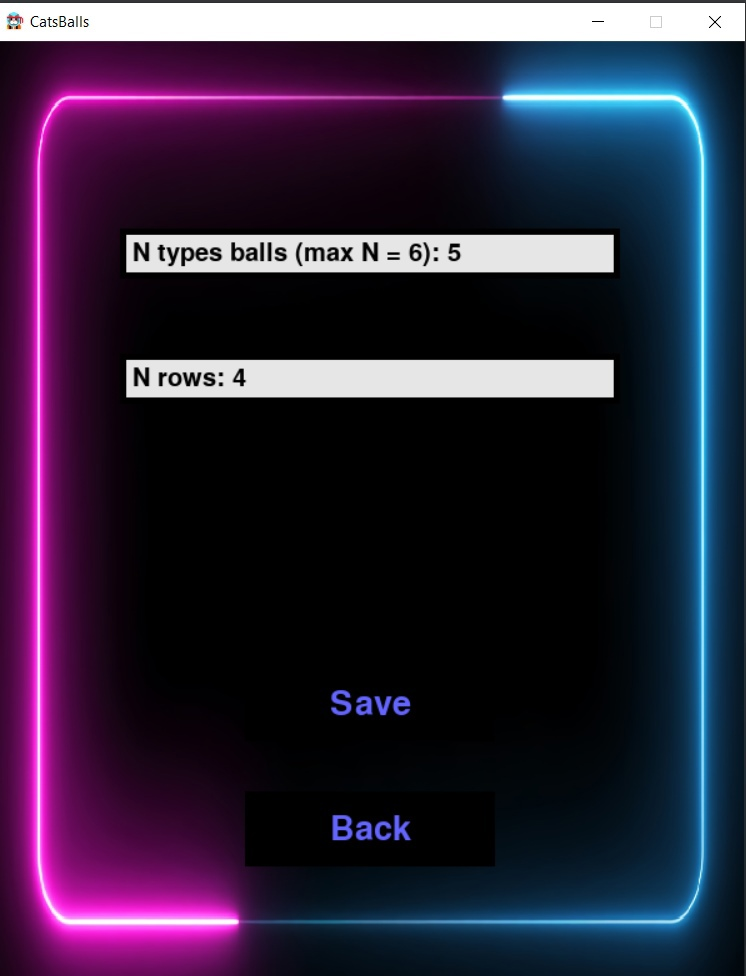 CatsBalls
N types balls (max N = 6): 5
N rows: 4
Save
Back